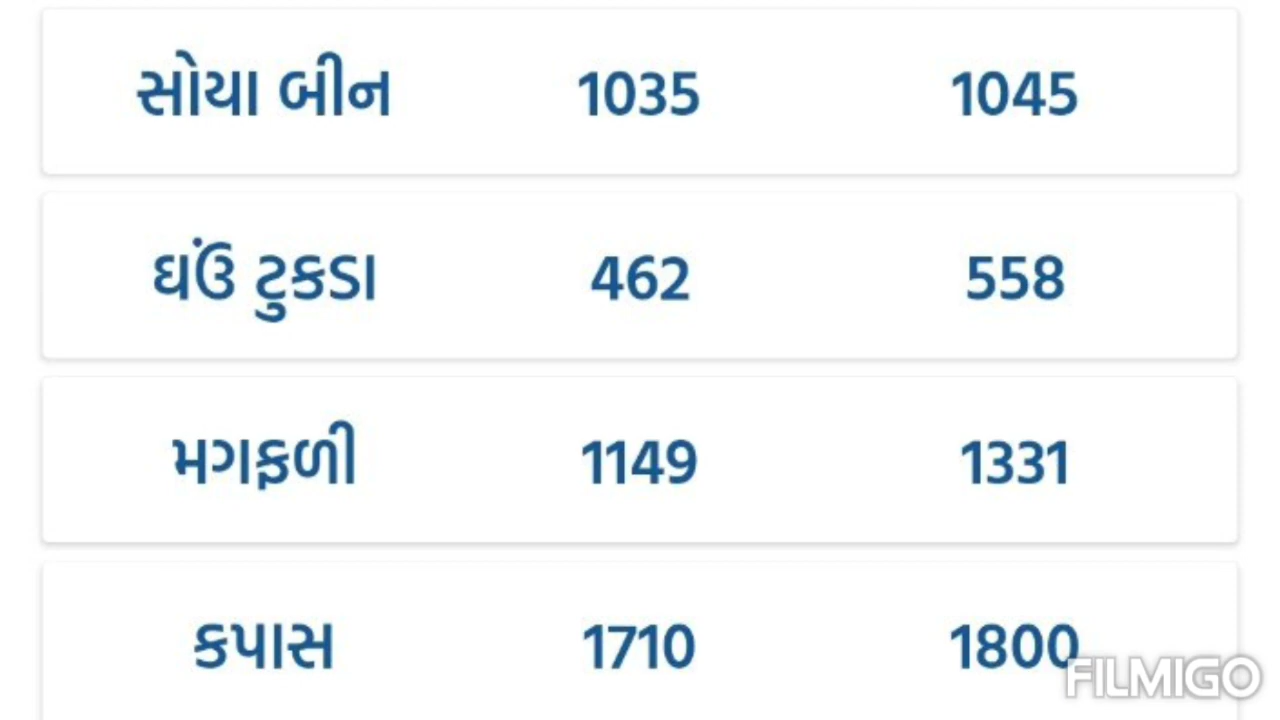 સોયા બીન 1035 1045
ઘઉં ટુકડા 462 558
મગફળી 1149 1331
કપાસ 1710 1800
FILMIGO